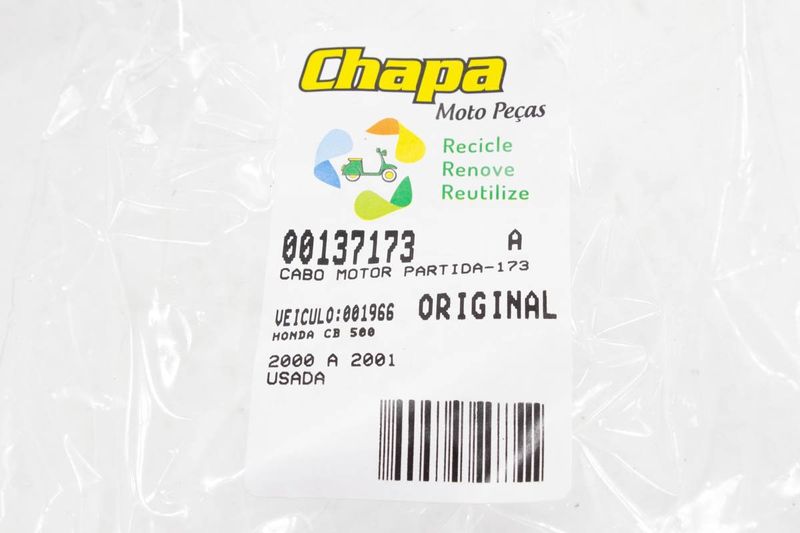 Chapa
Moto Peças
Recicle
Renove
Reutilize
00137173 A
CABO MOTOR PARTIDA-173
VEICULO:001966 ORIGINAL
HONDA CB 500
2000 A 2001
USADA